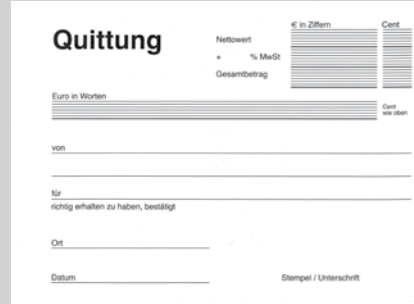 Quittung
€ in Ziffern Cent
Nettowert
+ % MwSt
Gesamtbetrag
Euro in Worten
Cent
wie oben
von
für
richtig erhalten zu haben, bestätigt
Ort
Datum
Stempel / Unterschrift